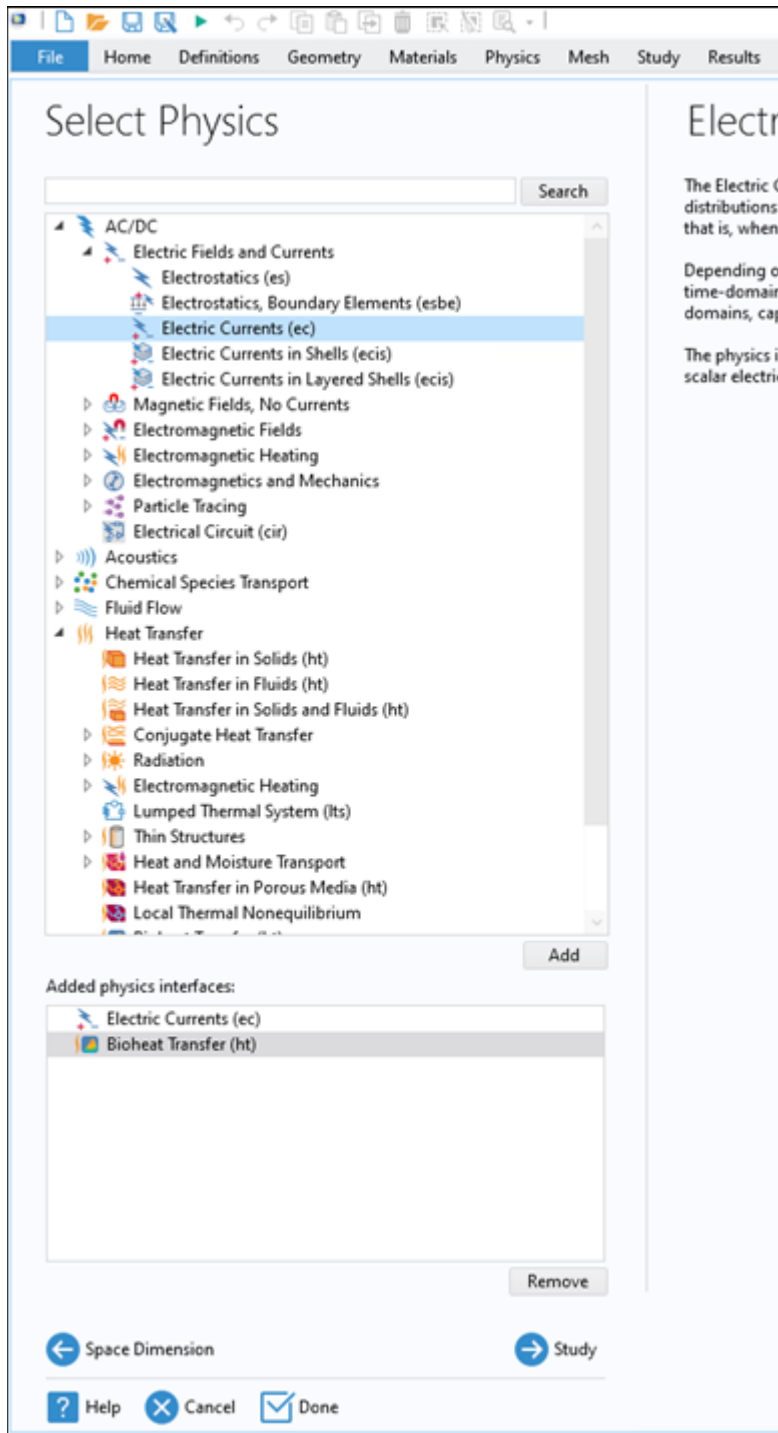 File Home Definitions Geometry Materials Physics Mesh Study Results
Select Physics
Search
AC/DC
Electric Fields and Currents
Electrostatics (es)
Electrostatics, Boundary Elements (esbe)
Electric Currents (ec)
Electric Currents in Shells (ecis)
Electric Currents in Layered Shells (ecis)
Magnetic Fields, No Currents
Electromagnetic Fields
Electromagnetic Heating
Electromagnetics and Mechanics
Particle Tracing
Electrical Circuit (cir)
Acoustics
Chemical Species Transport
Fluid Flow
Heat Transfer
Heat Transfer in Solids (ht)
Heat Transfer in Fluids (ht)
Heat Transfer in Solids and Fluids (ht)
Conjugate Heat Transfer
Radiation
Electromagnetic Heating
Lumped Thermal System (lts)
Thin Structures
Heat and Moisture Transport
Heat Transfer in Porous Media (ht)
Local Thermal Nonequilibrium
Add
Added physics interfaces:
Electric Currents (ec)
Bioheat Transfer (ht)
Remove
Space Dimension
Study
? Help Cancel Done
Electr
The Electric
distributions
that is, when
Depending o
time-domain
domains, cap
The physics i
scalar electri